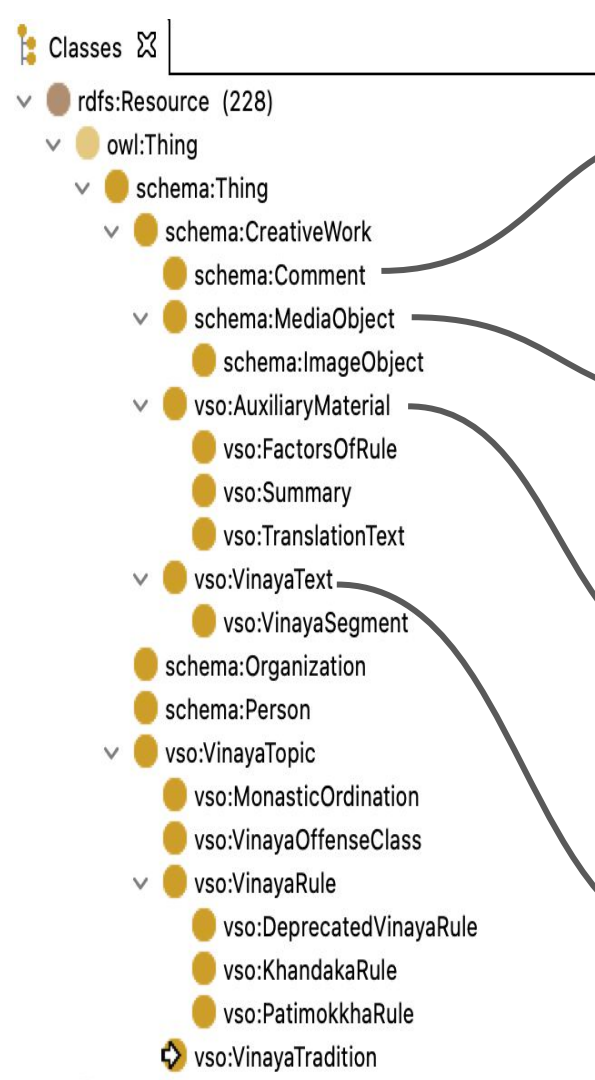 Classes
rdfs:Resource (228)
owl:Thing
schema:Thing
schema:CreativeWork
schema:Comment
schema:MediaObject
schema:ImageObject
vso:AuxiliaryMaterial
vso:FactorsOfRule
vso:Summary
vso:TranslationText
vso:VinayaText
vso:VinayaSegment
schema:Organization
schema:Person
vso:VinayaTopic
vso:MonasticOrdination
vso:VinayaOffenseClass
vso:VinayaRule
vso:DeprecatedVinayaRule
vso:KhandakaRule
vso:PatimokkhaRule
vso:VinayaTradition